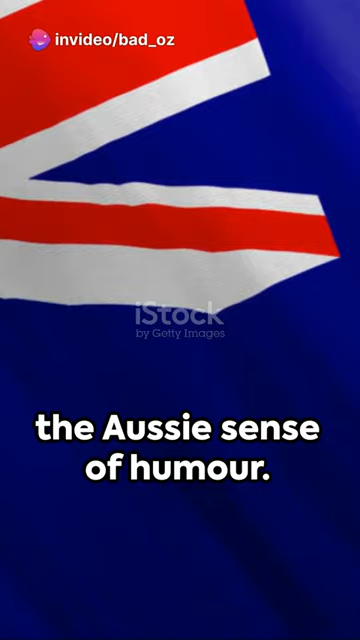 invideo/bad_oz
iStock
by Getty Images
the Aussie sense
of humour.